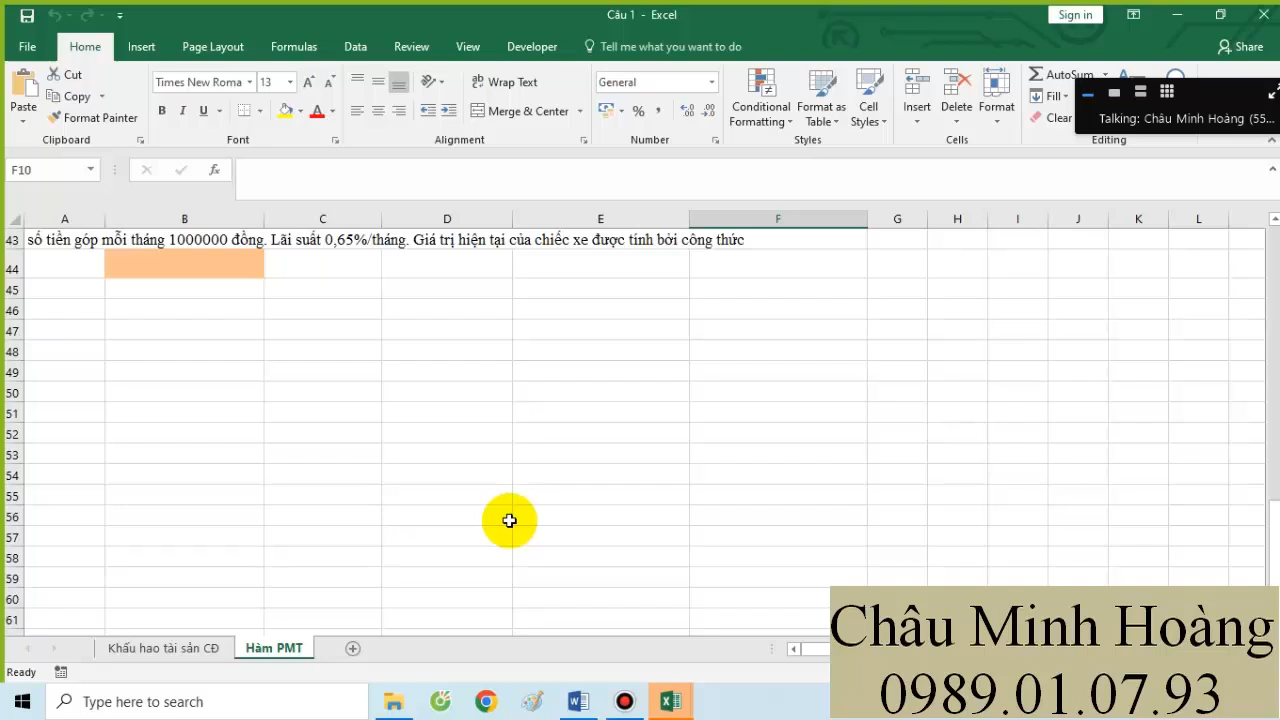 Câu 1 - Excel
Sign in
File Home Insert Page Layout Formulas Data Review View Developer Tell me what you want to do Share
Paste
Cut
Copy
Format Painter
Clipboard
Times New Roma 13
B I U
Font
Wrap Text
Merge & Center
Alignment
General
Number
Conditional Formatting
Format as Table
Cell Styles
Styles
Insert Delete Format
Cells
AutoSum
Fill
Clear
Editing
Talking: Châu Minh Hoàng (55...
F10
fx
A B C D E F G H I J K L
43 số tiền góp mỗi tháng 1000000 đồng. Lãi suất 0,65%/tháng. Giá trị hiện tại của chiếc xe được tính bởi công thức
44
45
46
47
48
49
50
51
52
53
54
55
56
57
58
59
60
61
Khấu hao tài sản CĐ Hàm PMT
Ready
Type here to search
Châu Minh Hoàng
0989.01.07.93